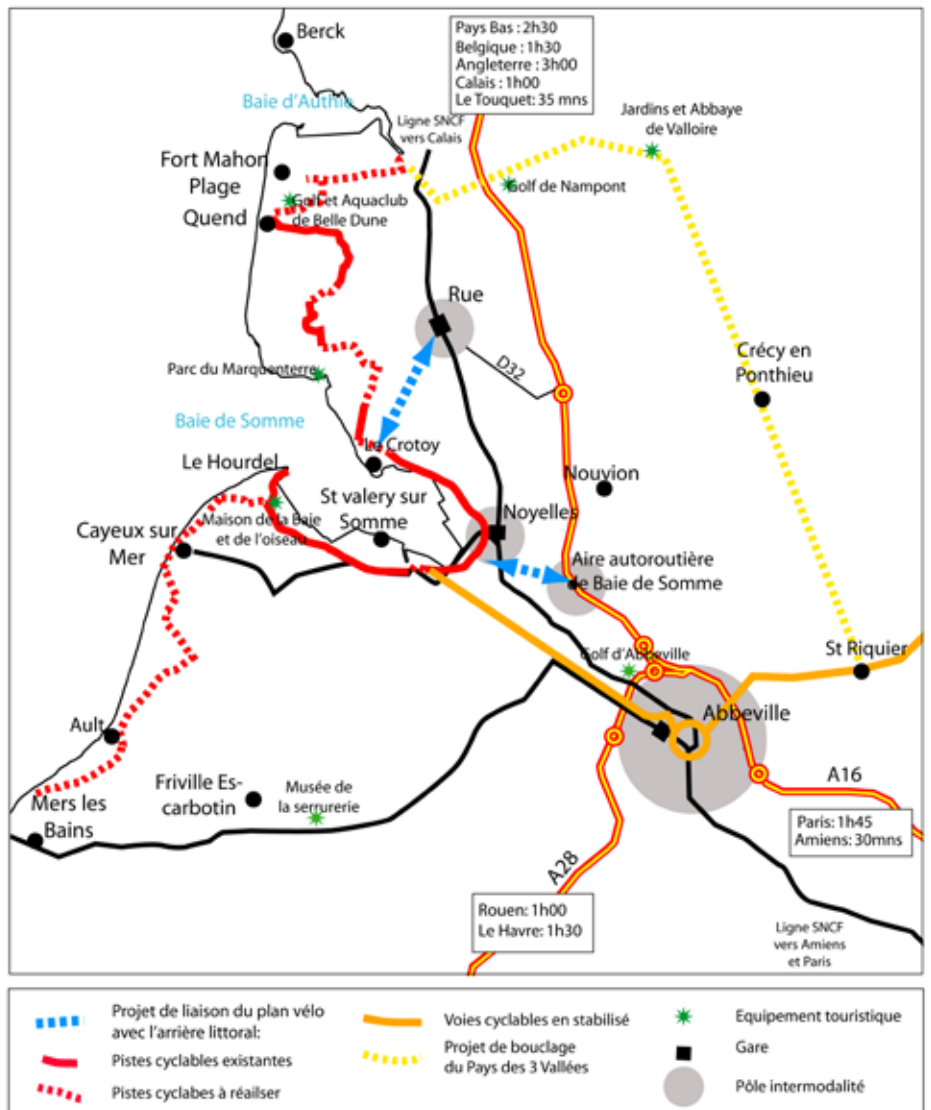 Berck
Pays Bas : 2h30
Belgique : 1h30
Angleterre : 3h00
Calais : 1h00
Le Touquet: 35 mns
Baie d'Authie
Ligne SNCF
vers Calais
Jardins et Abbaye
de Valloire
Fort Mahon
Plage
Golf de Nampont
Golf et Aquaclub
de Belle Dune
Quend
Rue
D32
Crécy en
Ponthieu
Parc du Marquenterre
Baie de Somme
Le Crotoy
Le Hourdel
Nouvion
St valery sur
Somme
Noyelles
Maison de la Baie
et de l'oiseau
Cayeux sur
Mer
Aire autoroutière
de Baie de Somme
Golf d'Abbeville
St Riquier
Abbeville
Ault
A16
Friville Es-
carbotin
Musée de
la serrurerie
Mers les
Bains
Paris: 1h45
Amiens: 30mns
A28
Rouen: 1h00
Le Havre: 1h30
Ligne SNCF
vers Amiens
et Paris
Projet de liaison du plan vélo
avec l'arrière littoral:
Pistes cyclables existantes
Pistes cyclabes à réailser
Voies cyclables en stabilisé
Projet de bouclage
du Pays des 3 Vallées
Equipement touristique
Gare
Pôle intermodalité